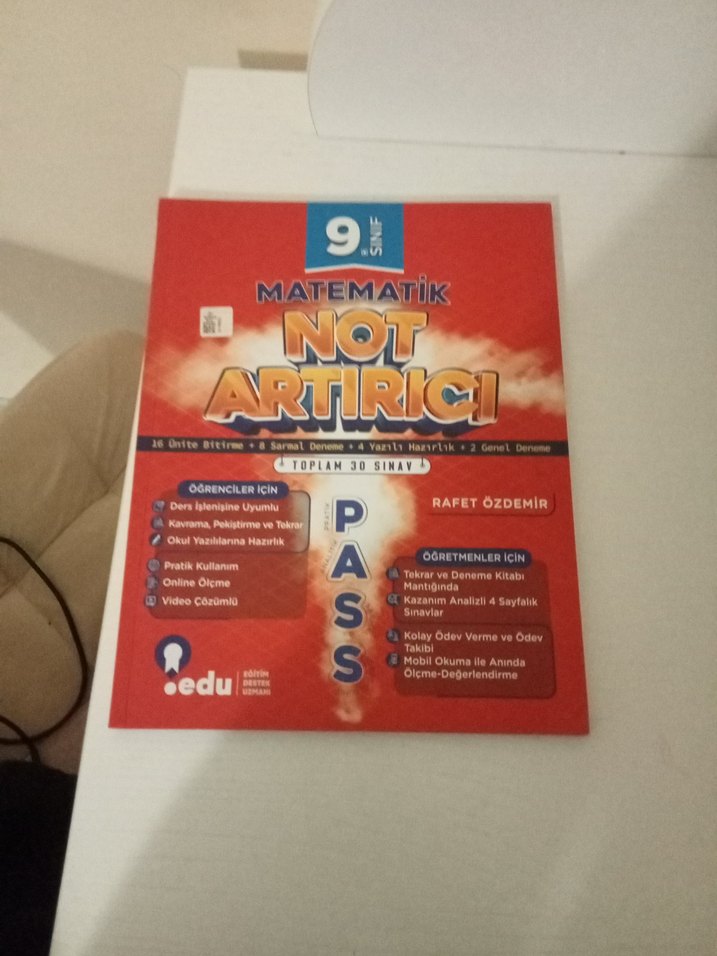 9.
SINIF
MATEMATİK
NOT
ARTIRICI
16 Ünite Bitirme + 8 Sarmal Deneme + 4 Yazılı Hazırlık + 2 Genel Deneme
TOPLAM 30 SINAV
ÖĞRENCİLER İÇİN
Ders İşlenişine Uyumlu
Kavrama, Pekiştirme ve Tekrar
Okul Yazılılarına Hazırlık
Pratik Kullanım
Online Ölçme
Video Çözümlü
PRATİK
PASS
RAFET ÖZDEMİR
ÖĞRETMENLER İÇİN
Tekrar ve Deneme Kitabı
Mantığında
Kazanım Analizli 4 Sayfalık
Sınavlar
Kolay Ödev Verme ve Ödev
Takibi
Mobil Okuma ile Anında
Ölçme-Değerlendirme
.edu
EĞİTİM
DESTEK
UZMANI